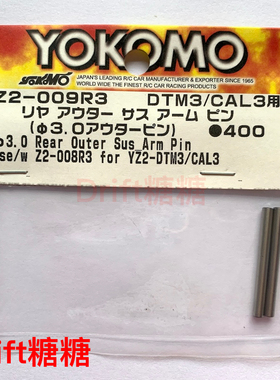 YOKOMO
YOKOMO
JAPAN'S LEADING R/C CAR MANUFACTURER & EXPORTER SINCE 1966
WORLD WIDE THE FINEST R/C CAR RACING PRODUCTS
Z2-009R3 DTM3/CAL3用
リヤ アウター サス アーム ピン
(φ3.0アウターピン) ●400
φ3.0 Rear Outer Sus Arm Pin
se/w Z2-008R3 for YZ2-DTM3/CAL3
Drift糖糖
ift糖糖